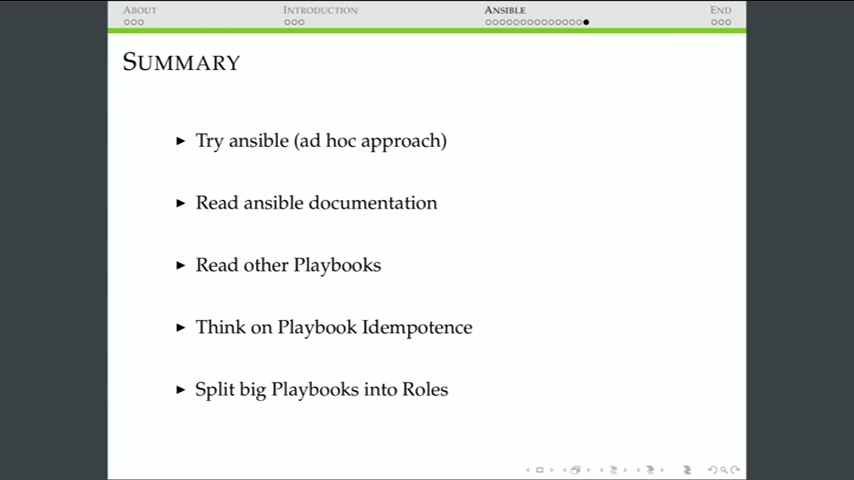 ABOUT INTRODUCTION ANSIBLE END
SUMMARY
Try ansible (ad hoc approach)
Read ansible documentation
Read other Playbooks
Think on Playbook Idempotence
Split big Playbooks into Roles